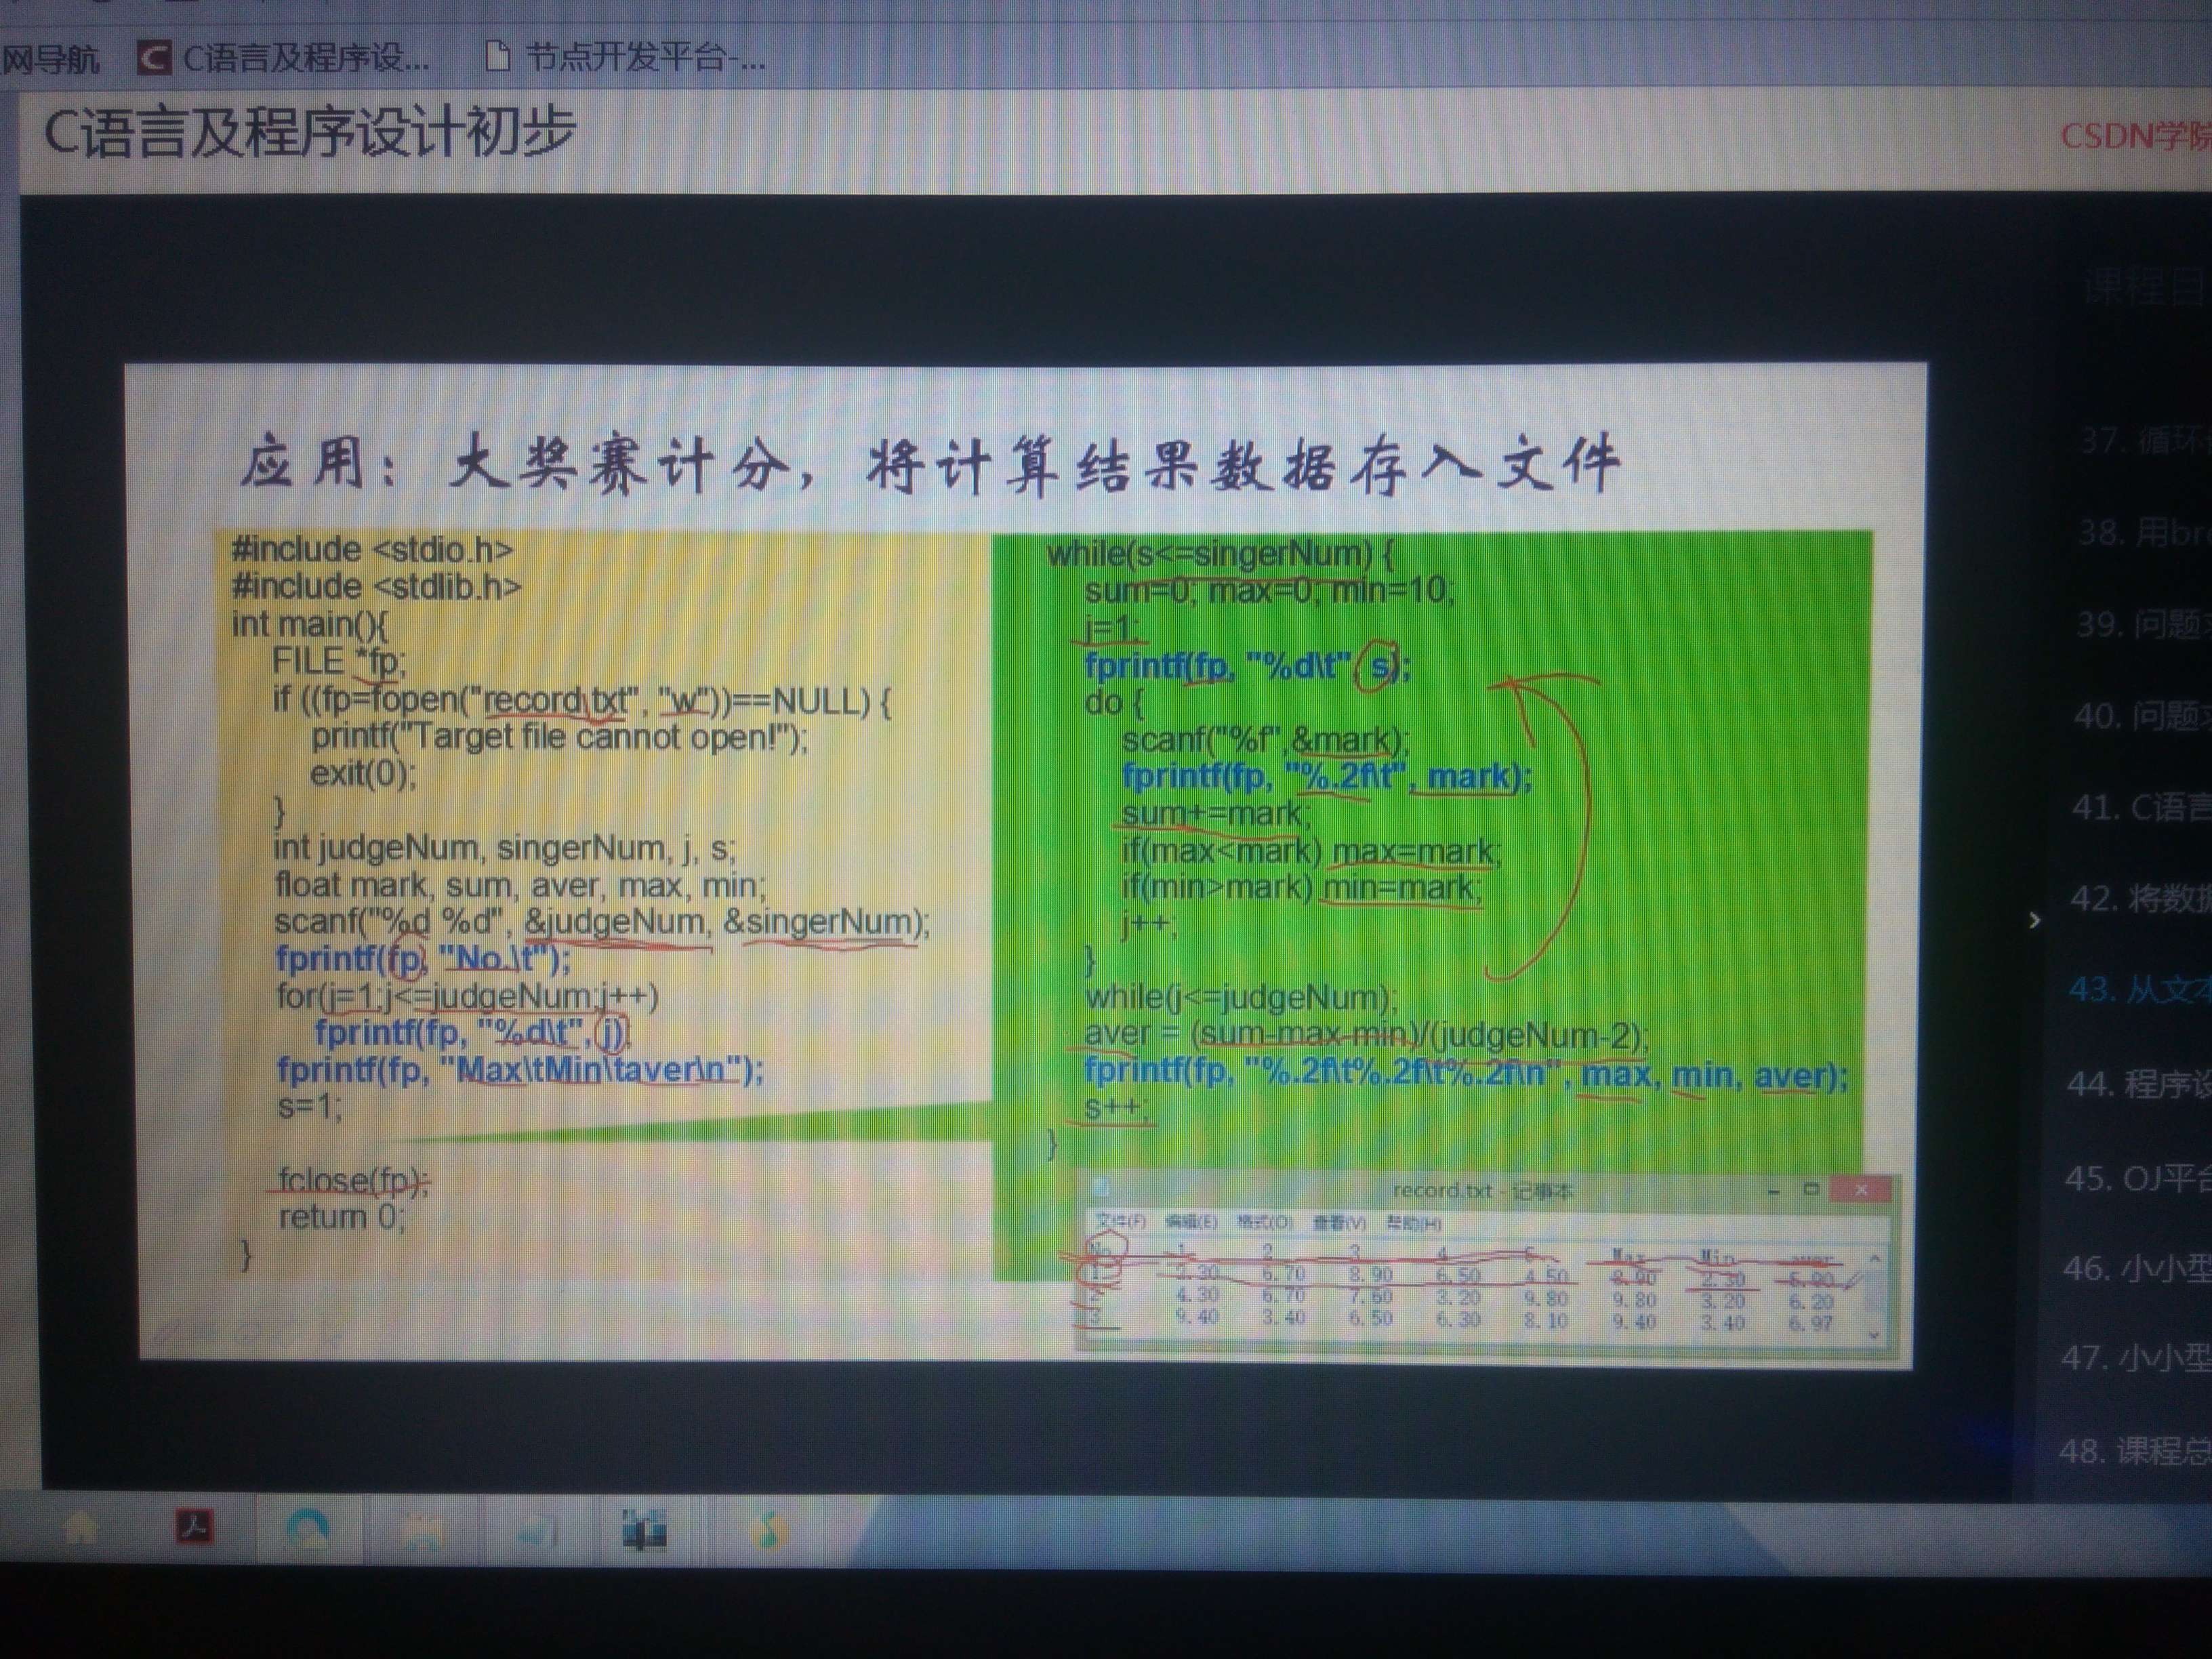 网导航 C语言及程序设... 节点开发平台-...
C语言及程序设计初步
CSDN学院
课程目
应用：大奖赛计分，将计算结果数据存入文件
#include <stdio.h>
#include <stdlib.h>
int main(){
FILE *fp;
if ((fp=fopen("record.txt", "w"))==NULL) {
printf("Target file cannot open!");
exit(0);
}
int judgeNum, singerNum, j, s;
float mark, sum, aver, max, min;
scanf("%d %d", &judgeNum, &singerNum);
fprintf(fp, "No.\t");
for(j=1;j<=judgeNum;j++)
fprintf(fp, "%d\t", j);
fprintf(fp, "Max\tMin\taver\n");
s=1;
fclose(fp);
return 0;
}
while(s<=singerNum) {
sum=0; max=0; min=10;
j=1;
fprintf(fp, "%d\t", s);
do {
scanf("%f",&mark);
fprintf(fp, "%.2f\t", mark);
sum+=mark;
if(max<mark) max=mark;
if(min>mark) min=mark;
j++;
}
while(j<=judgeNum);
aver = (sum-max-min)/(judgeNum-2);
fprintf(fp, "%.2f\t%.2f\t%.2f\n", max, min, aver);
s++;
}
record.txt - 记事本
文件(F) 编辑(E) 格式(O) 查看(V) 帮助(H)
No. 1 2 3 4 5 Max Min aver
1 2.30 6.70 8.90 6.50 4.50 8.90 2.30 5.90
2 4.30 6.70 7.60 3.20 9.80 9.80 3.20 6.20
3 9.40 3.40 6.50 6.30 8.10 9.40 3.40 6.97
37. 循环
38. 用bre
39. 问题
40. 问题
41. C语言
42. 将数据
43. 从文本
44. 程序设
45. OJ平台
46. 小小型
47. 小小型
48. 课程总